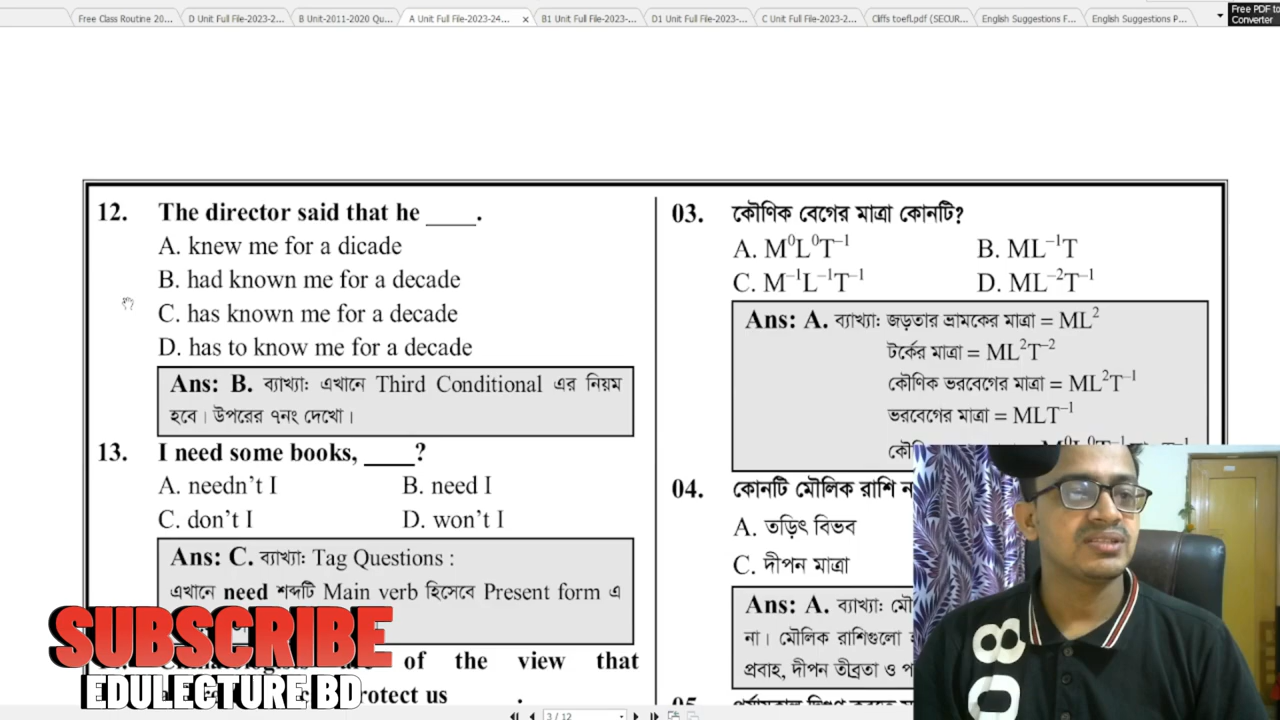 Free Class Routine 20...
D Unit Full-File-2023-2...
B Unit-2011-2020 Qu...
A Unit Full File-2023-24... ×
B1 Unit Full File-2023-...
D1 Unit Full File-2023-...
C Unit Full File-2023-2...
Cliffs toefl.pdf (SECUR...
English Suggestions F...
English Suggestions P...
Free PDF to
Converter
12. The director said that he ____.
A. knew me for a dicade
B. had known me for a decade
C. has known me for a decade
D. has to know me for a decade
Ans: B. ব্যাখ্যাঃ এখানে Third Conditional এর নিয়ম
হবে। উপরের ৭নং দেখো।
13. I need some books, ____?
A. needn't I B. need I
C. don't I D. won't I
Ans: C. ব্যাখ্যাঃ Tag Questions :
এখানে need শব্দটি Main verb হিসেবে Present form এ
of the view that
protect us ____.
03. কৌণিক বেগের মাত্রা কোনটি?
A. M⁰L⁰T⁻¹ B. ML⁻¹T
C. M⁻¹L⁻¹T⁻¹ D. ML⁻²T⁻¹
Ans: A. ব্যাখ্যাঃ জড়তার ভ্রামকের মাত্রা = ML²
টর্কের মাত্রা = ML²T⁻²
কৌণিক ভরবেগের মাত্রা = ML²T⁻¹
ভরবেগের মাত্রা = MLT⁻¹
04. কোনটি মৌলিক রাশি
A. তড়িৎ বিভব
C. দীপন মাত্রা
Ans: A. ব্যাখ্যাঃ
না। মৌলিক রাশিগুলো
প্রবাহ, দীপন তীব্রতা ও
05.
SUBSCRIBE
EDULECTURE BD
3 / 12